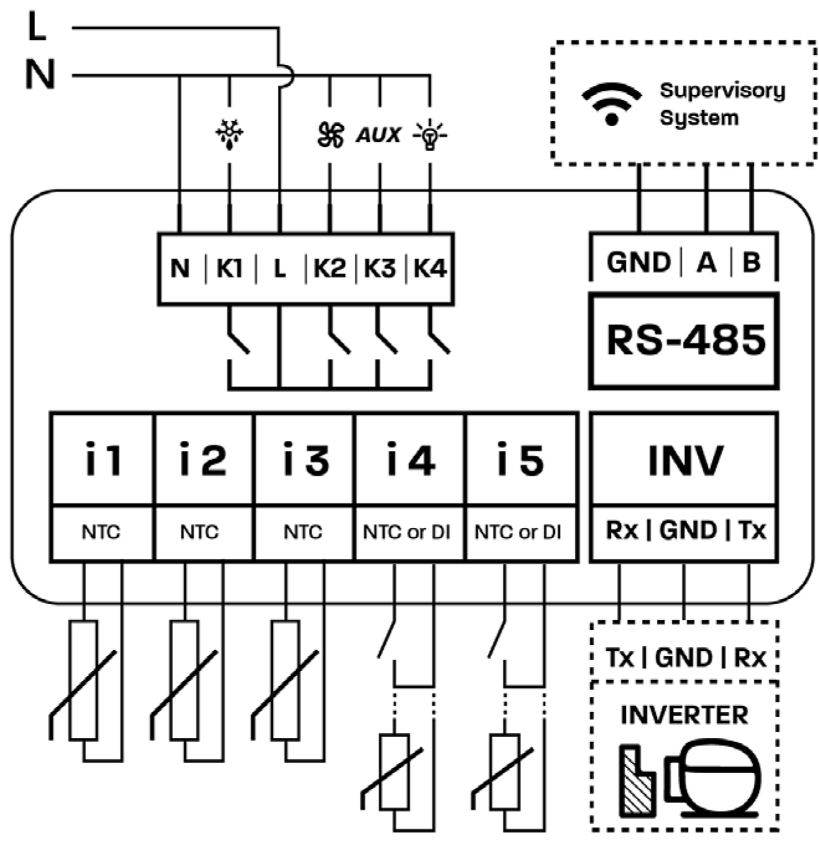 L
N
AUX
Supervisory
System
N | K1 | L | K2 | K3 | K4
GND | A | B
RS-485
i1 i2 i3 i4 i5
INV
NTC NTC NTC NTC or DI NTC or DI
Rx | GND | Tx
Tx | GND | Rx
INVERTER